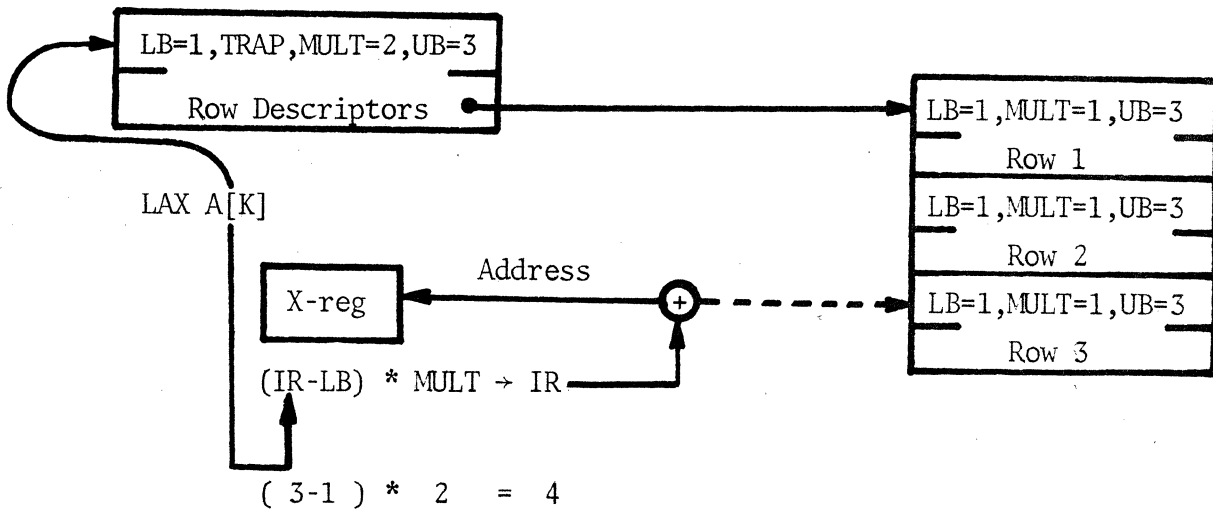 LB=1,TRAP,MULT=2,UB=3
Row Descriptors
LB=1,MULT=1,UB=3
Row 1
LAX A[K]
LB=1,MULT=1,UB=3
Row 2
Address
X-reg
+
LB=1,MULT=1,UB=3
Row 3
(IR-LB) * MULT → IR
( 3-1 ) * 2 = 4